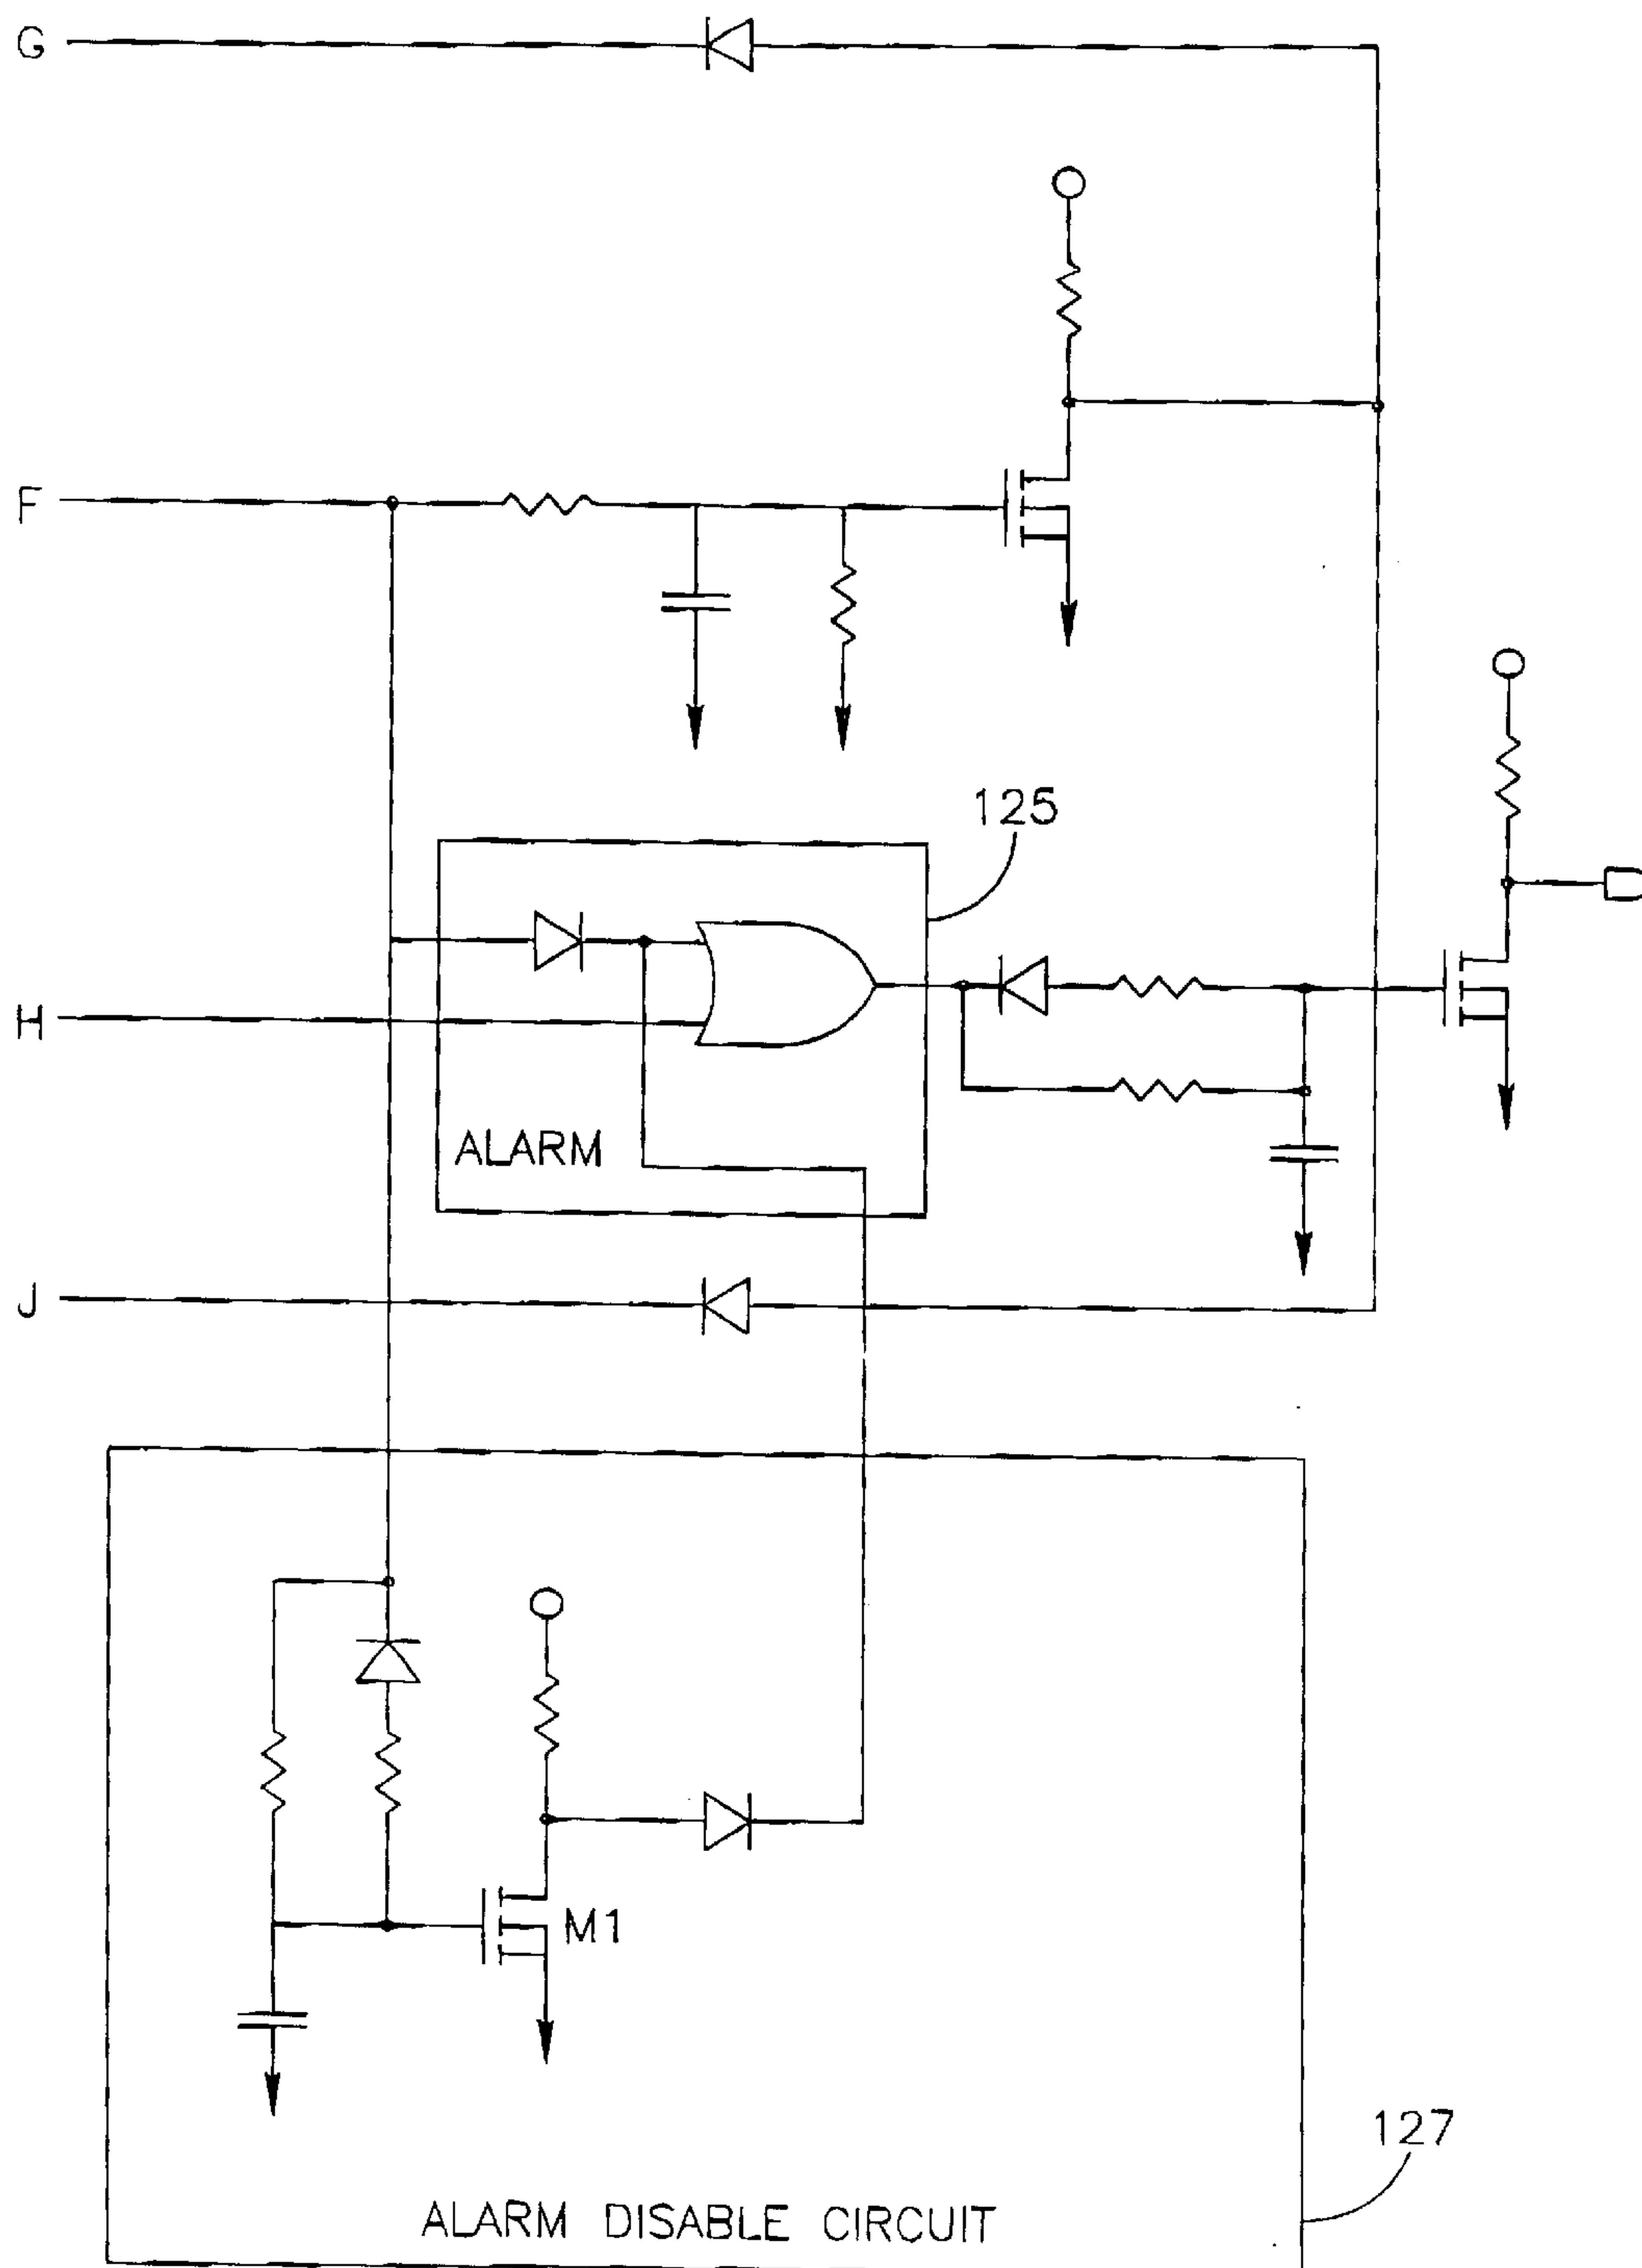 G
F
125
H
ALARM
J
M1
127
ALARM DISABLE CIRCUIT